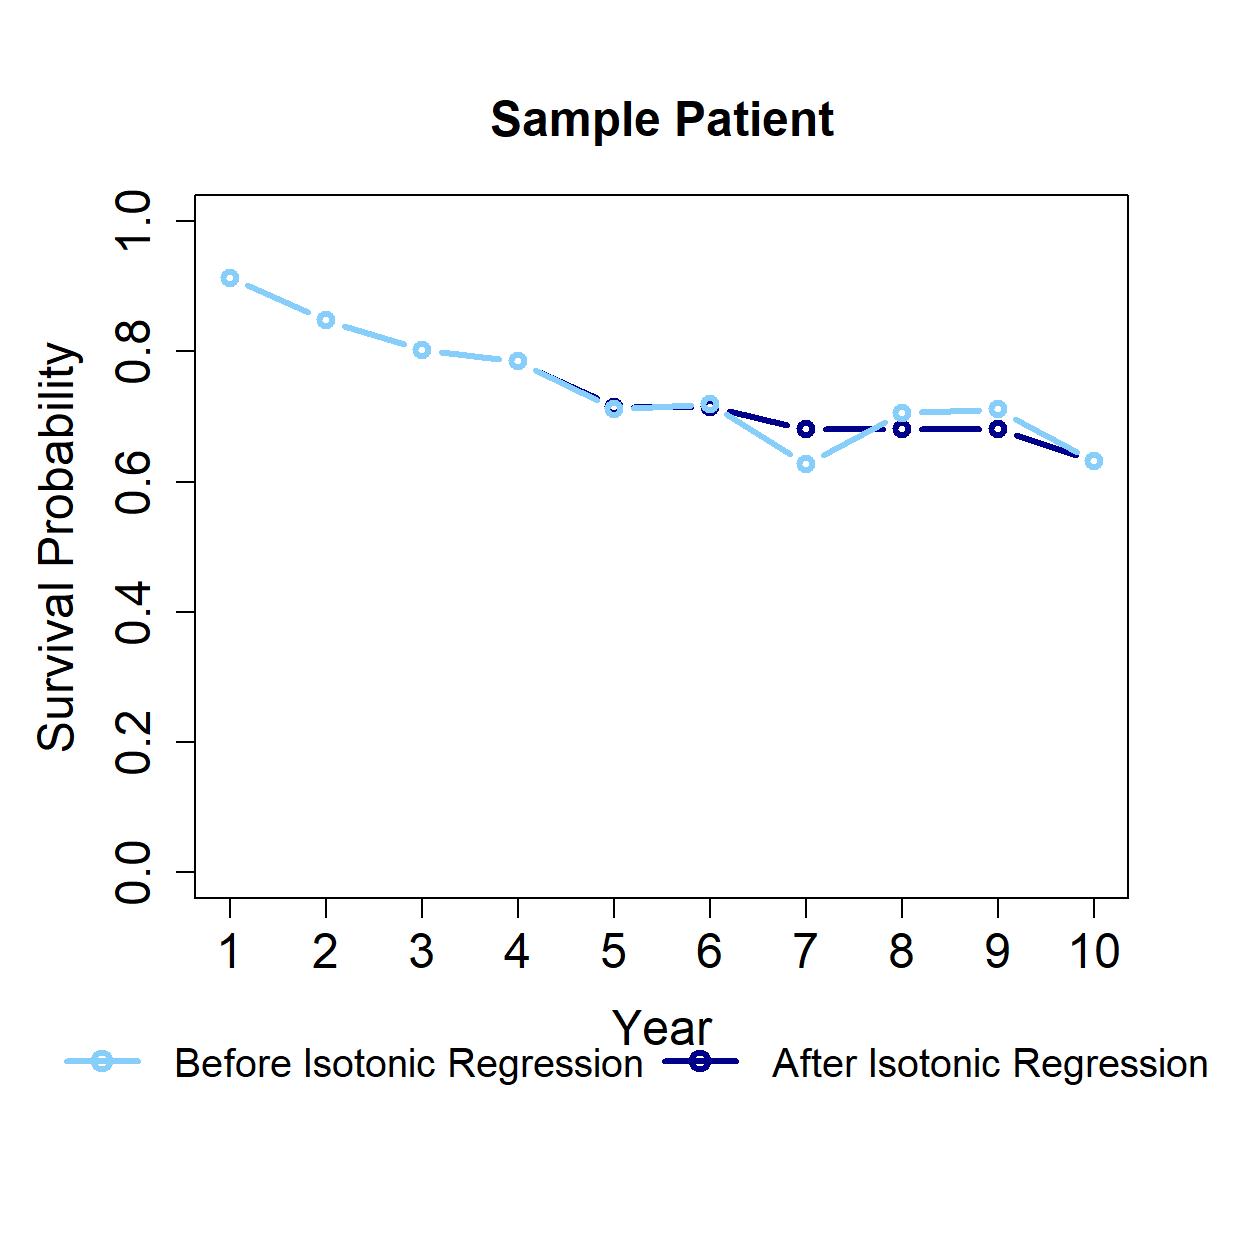 Sample Patient
Survival Probability
1.0
0.8
0.6
0.4
0.2
0.0
1 2 3 4 5 6 7 8 9 10
Year
Before Isotonic Regression After Isotonic Regression